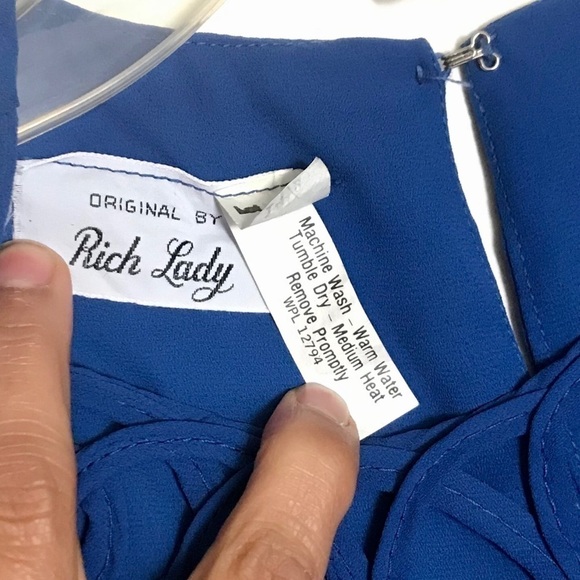 ORIGINAL BY
Rich Lady
Machine Wash - Warm Water
Tumble Dry - Medium Heat
Remove Promptly
WPL 12794